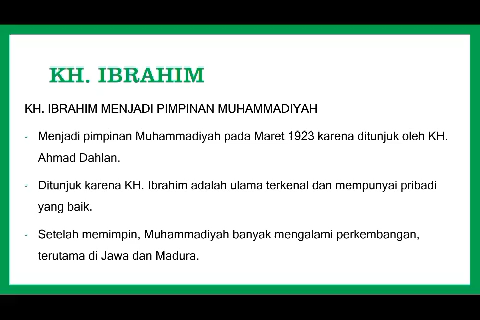 KH. IBRAHIM
KH. IBRAHIM MENJADI PIMPINAN MUHAMMADIYAH
- Menjadi pimpinan Muhammadiyah pada Maret 1923 karena ditunjuk oleh KH.
Ahmad Dahlan.
- Ditunjuk karena KH. Ibrahim adalah ulama terkenal dan mempunyai pribadi
yang baik.
- Setelah memimpin, Muhammadiyah banyak mengalami perkembangan,
terutama di Jawa dan Madura.